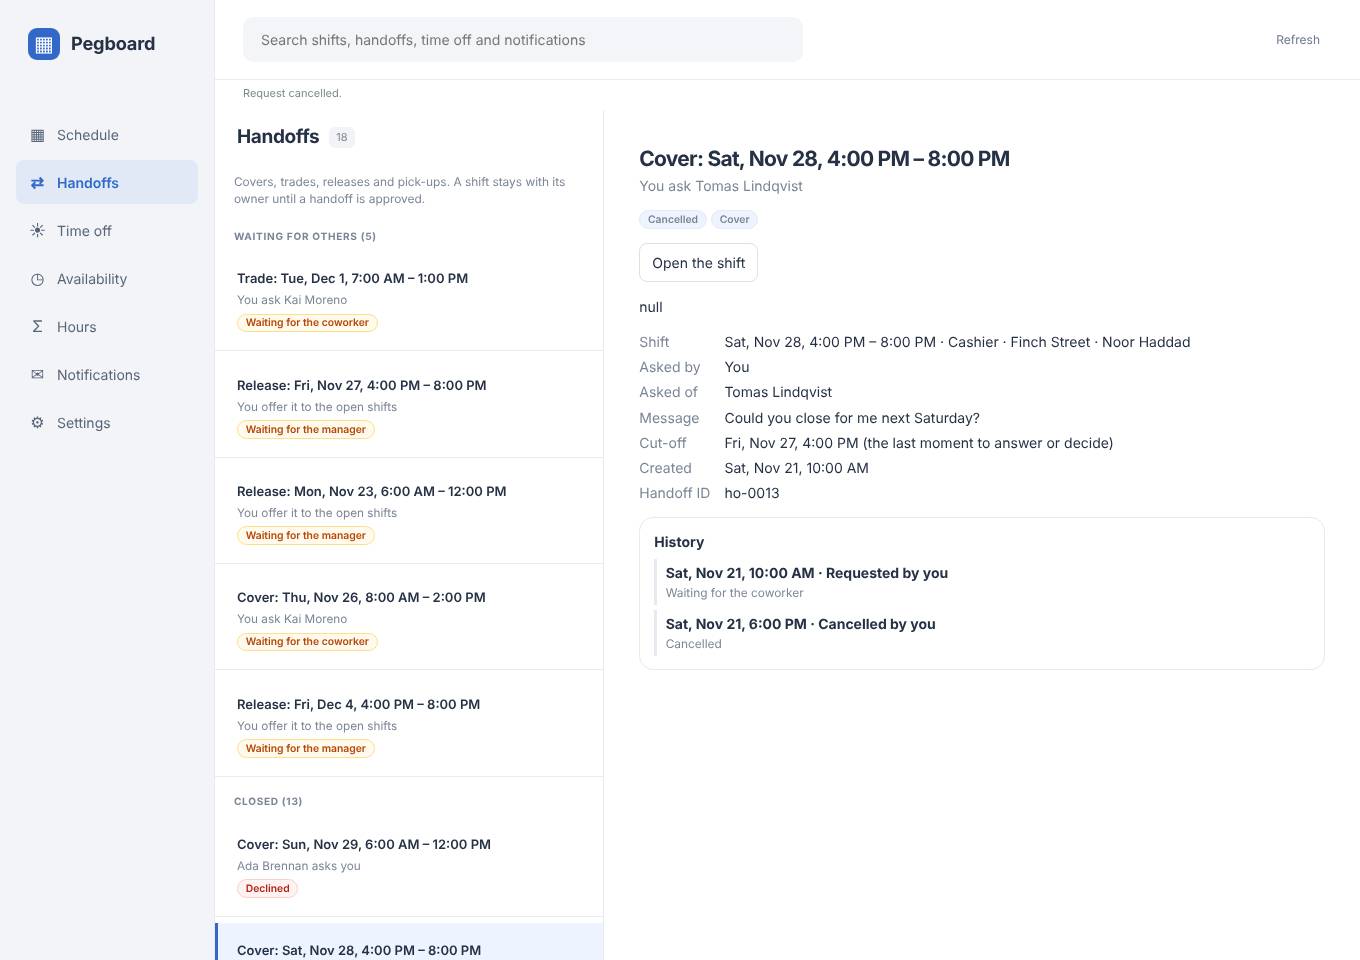 Pegboard
Schedule
Handoffs
Time off
Availability
Hours
Notifications
Settings
Search shifts, handoffs, time off and notifications
Refresh
Request cancelled.
Handoffs 18
Covers, trades, releases and pick-ups. A shift stays with its
owner until a handoff is approved.
WAITING FOR OTHERS (5)
Trade: Tue, Dec 1, 7:00 AM – 1:00 PM
You ask Kai Moreno
Waiting for the coworker
Release: Fri, Nov 27, 4:00 PM – 8:00 PM
You offer it to the open shifts
Waiting for the manager
Release: Mon, Nov 23, 6:00 AM – 12:00 PM
You offer it to the open shifts
Waiting for the manager
Cover: Thu, Nov 26, 8:00 AM – 2:00 PM
You ask Kai Moreno
Waiting for the coworker
Release: Fri, Dec 4, 4:00 PM – 8:00 PM
You offer it to the open shifts
Waiting for the manager
CLOSED (13)
Cover: Sun, Nov 29, 6:00 AM – 12:00 PM
Ada Brennan asks you
Declined
Cover: Sat, Nov 28, 4:00 PM – 8:00 PM
Cover: Sat, Nov 28, 4:00 PM – 8:00 PM
You ask Tomas Lindqvist
Cancelled Cover
Open the shift
null
Shift Sat, Nov 28, 4:00 PM – 8:00 PM · Cashier · Finch Street · Noor Haddad
Asked by You
Asked of Tomas Lindqvist
Message Could you close for me next Saturday?
Cut-off Fri, Nov 27, 4:00 PM (the last moment to answer or decide)
Created Sat, Nov 21, 10:00 AM
Handoff ID ho-0013
History
Sat, Nov 21, 10:00 AM · Requested by you
Waiting for the coworker
Sat, Nov 21, 6:00 PM · Cancelled by you
Cancelled